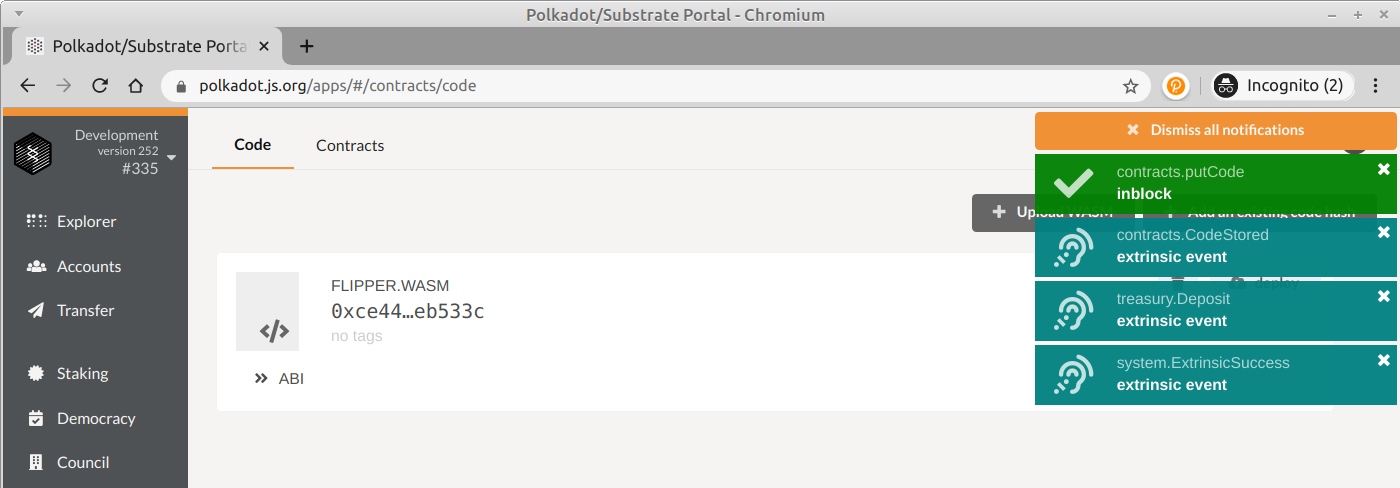 Polkadot/Substrate Portal - Chromium
Polkadot/Substrate Porta
polkadot.js.org/apps/#/contracts/code
Incognito (2)
Development
version 252
#335
Code
Contracts
Dismiss all notifications
contracts.putCode
inblock
Upload WASM
Add an existing code hash
contracts.CodeStored
extrinsic event
deploy
treasury.Deposit
extrinsic event
system.ExtrinsicSuccess
extrinsic event
Explorer
Accounts
Transfer
Staking
Democracy
Council
FLIPPER.WASM
0xce44…eb533c
no tags
ABI